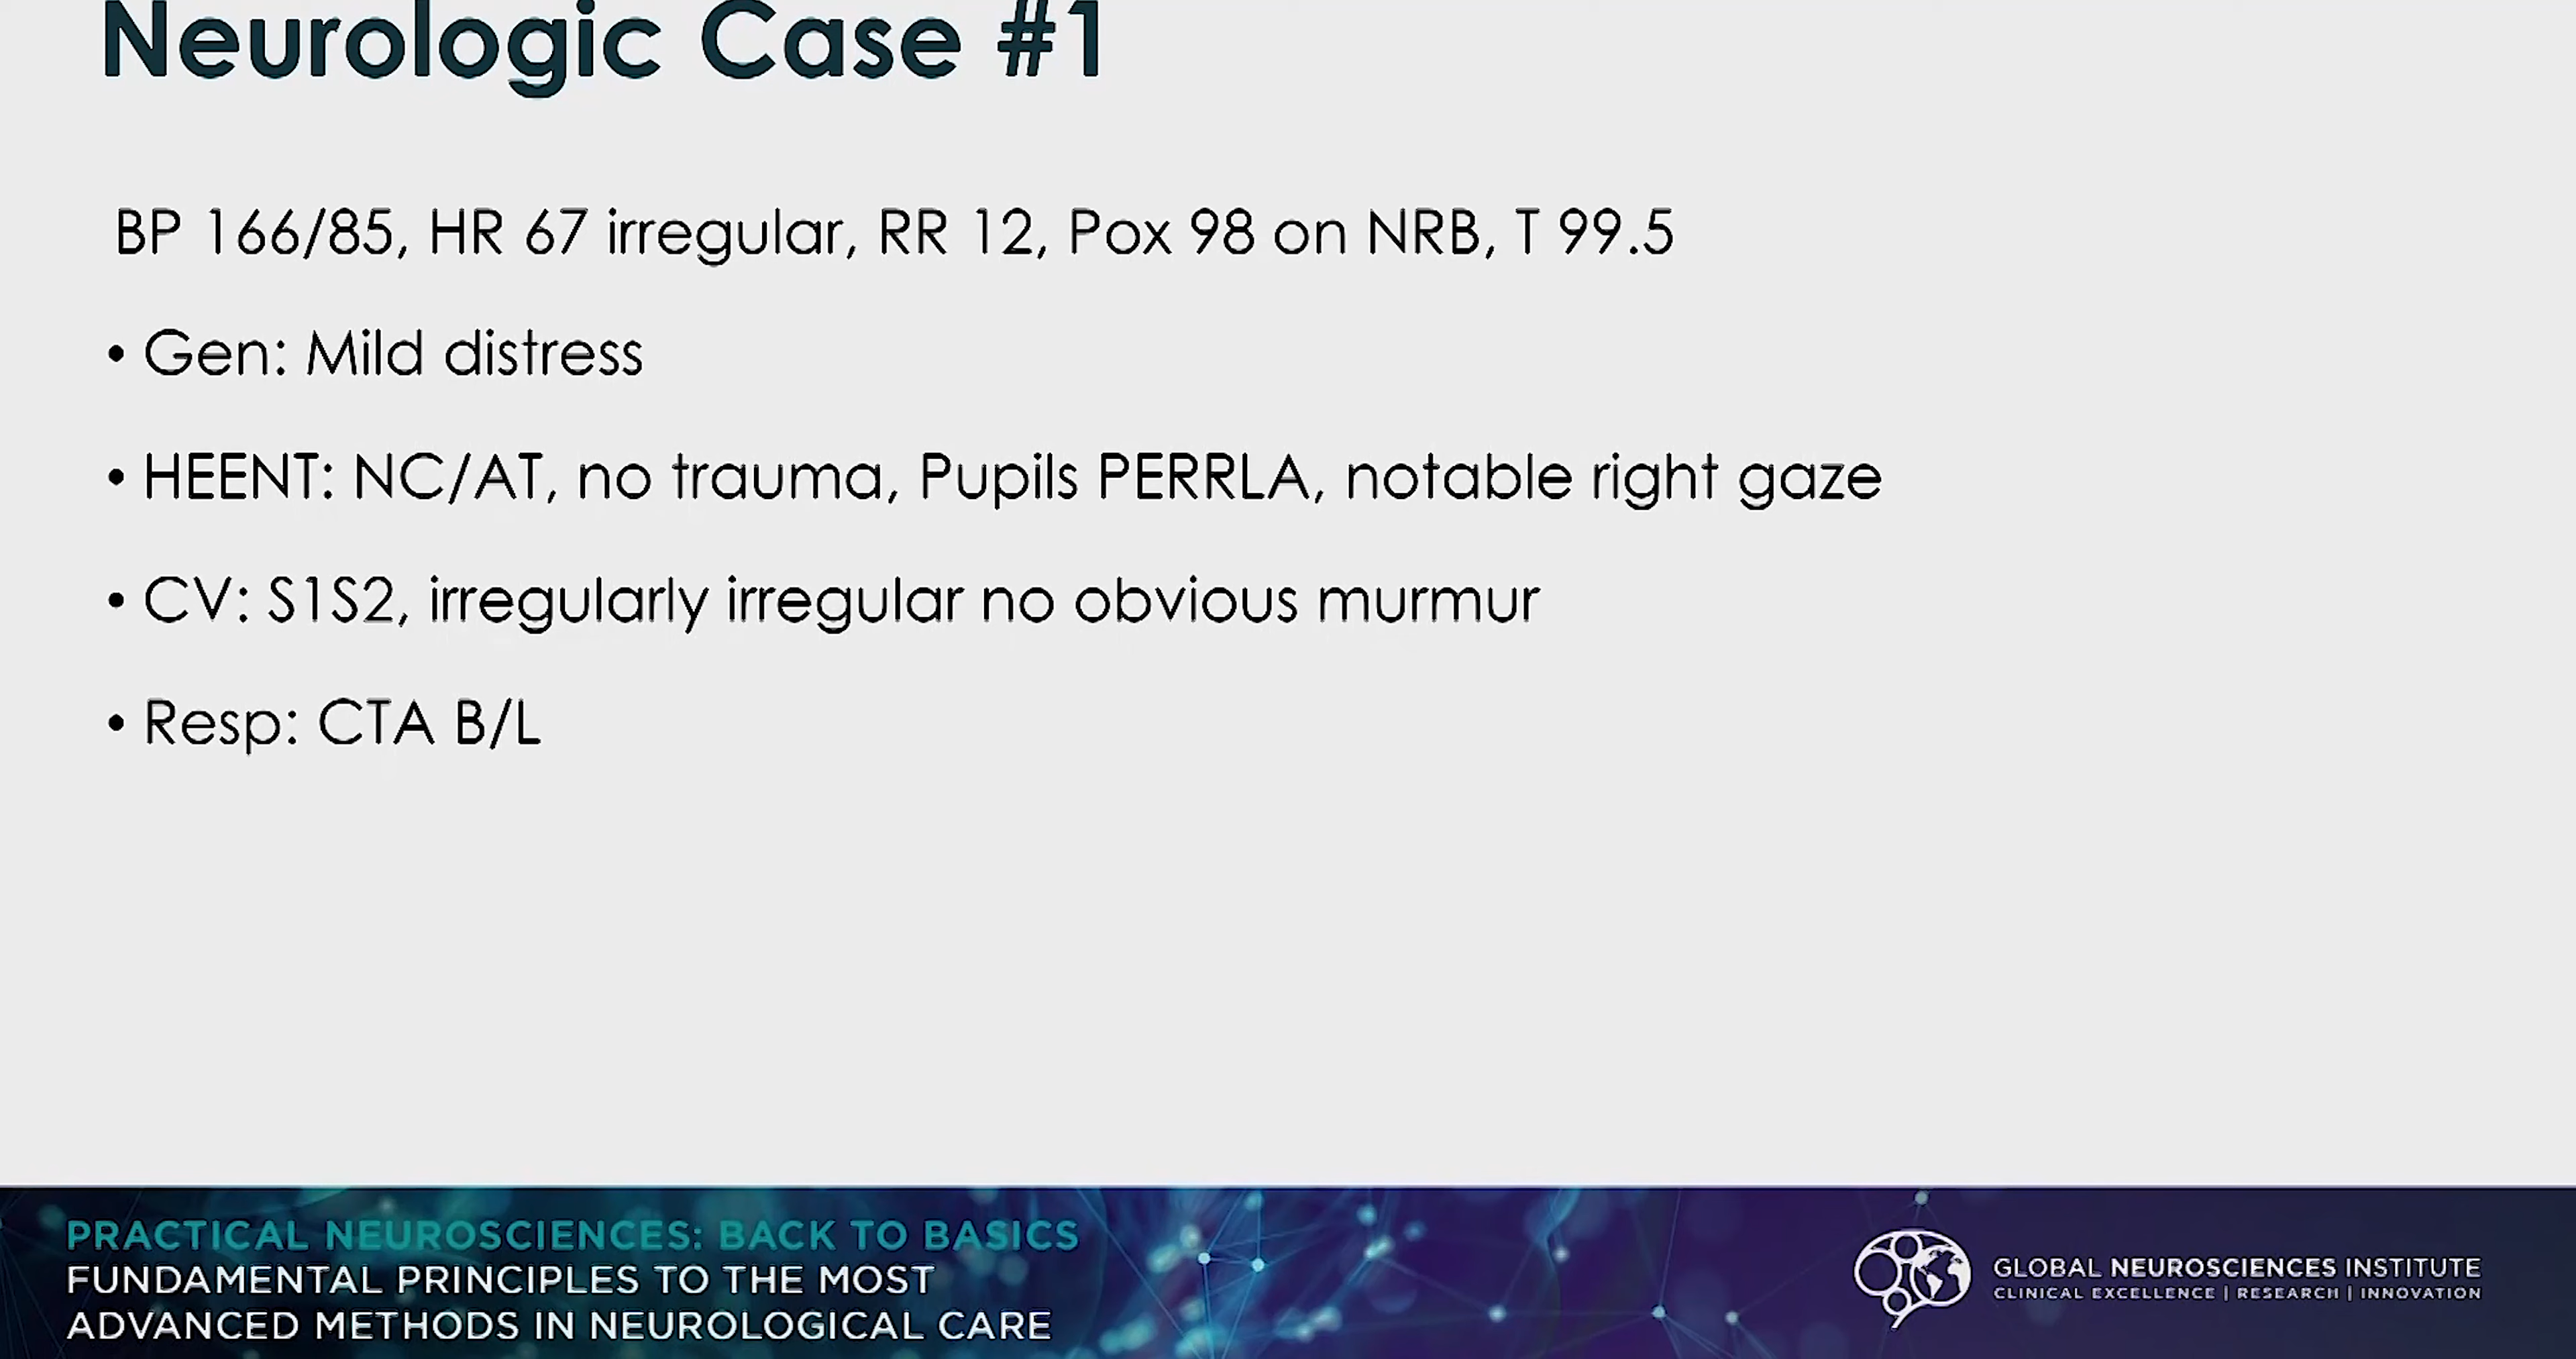 Neurologic Case #1
BP 166/85, HR 67 irregular, RR 12, Pox 98 on NRB, T 99.5
• Gen: Mild distress
• HEENT: NC/AT, no trauma, Pupils PERRLA, notable right gaze
• CV: S1S2, irregularly irregular no obvious murmur
• Resp: CTA B/L
PRACTICAL NEUROSCIENCES: BACK TO BASICS
FUNDAMENTAL PRINCIPLES TO THE MOST
ADVANCED METHODS IN NEUROLOGICAL CARE
GLOBAL NEUROSCIENCES INSTITUTE
CLINICAL EXCELLENCE | RESEARCH | INNOVATION